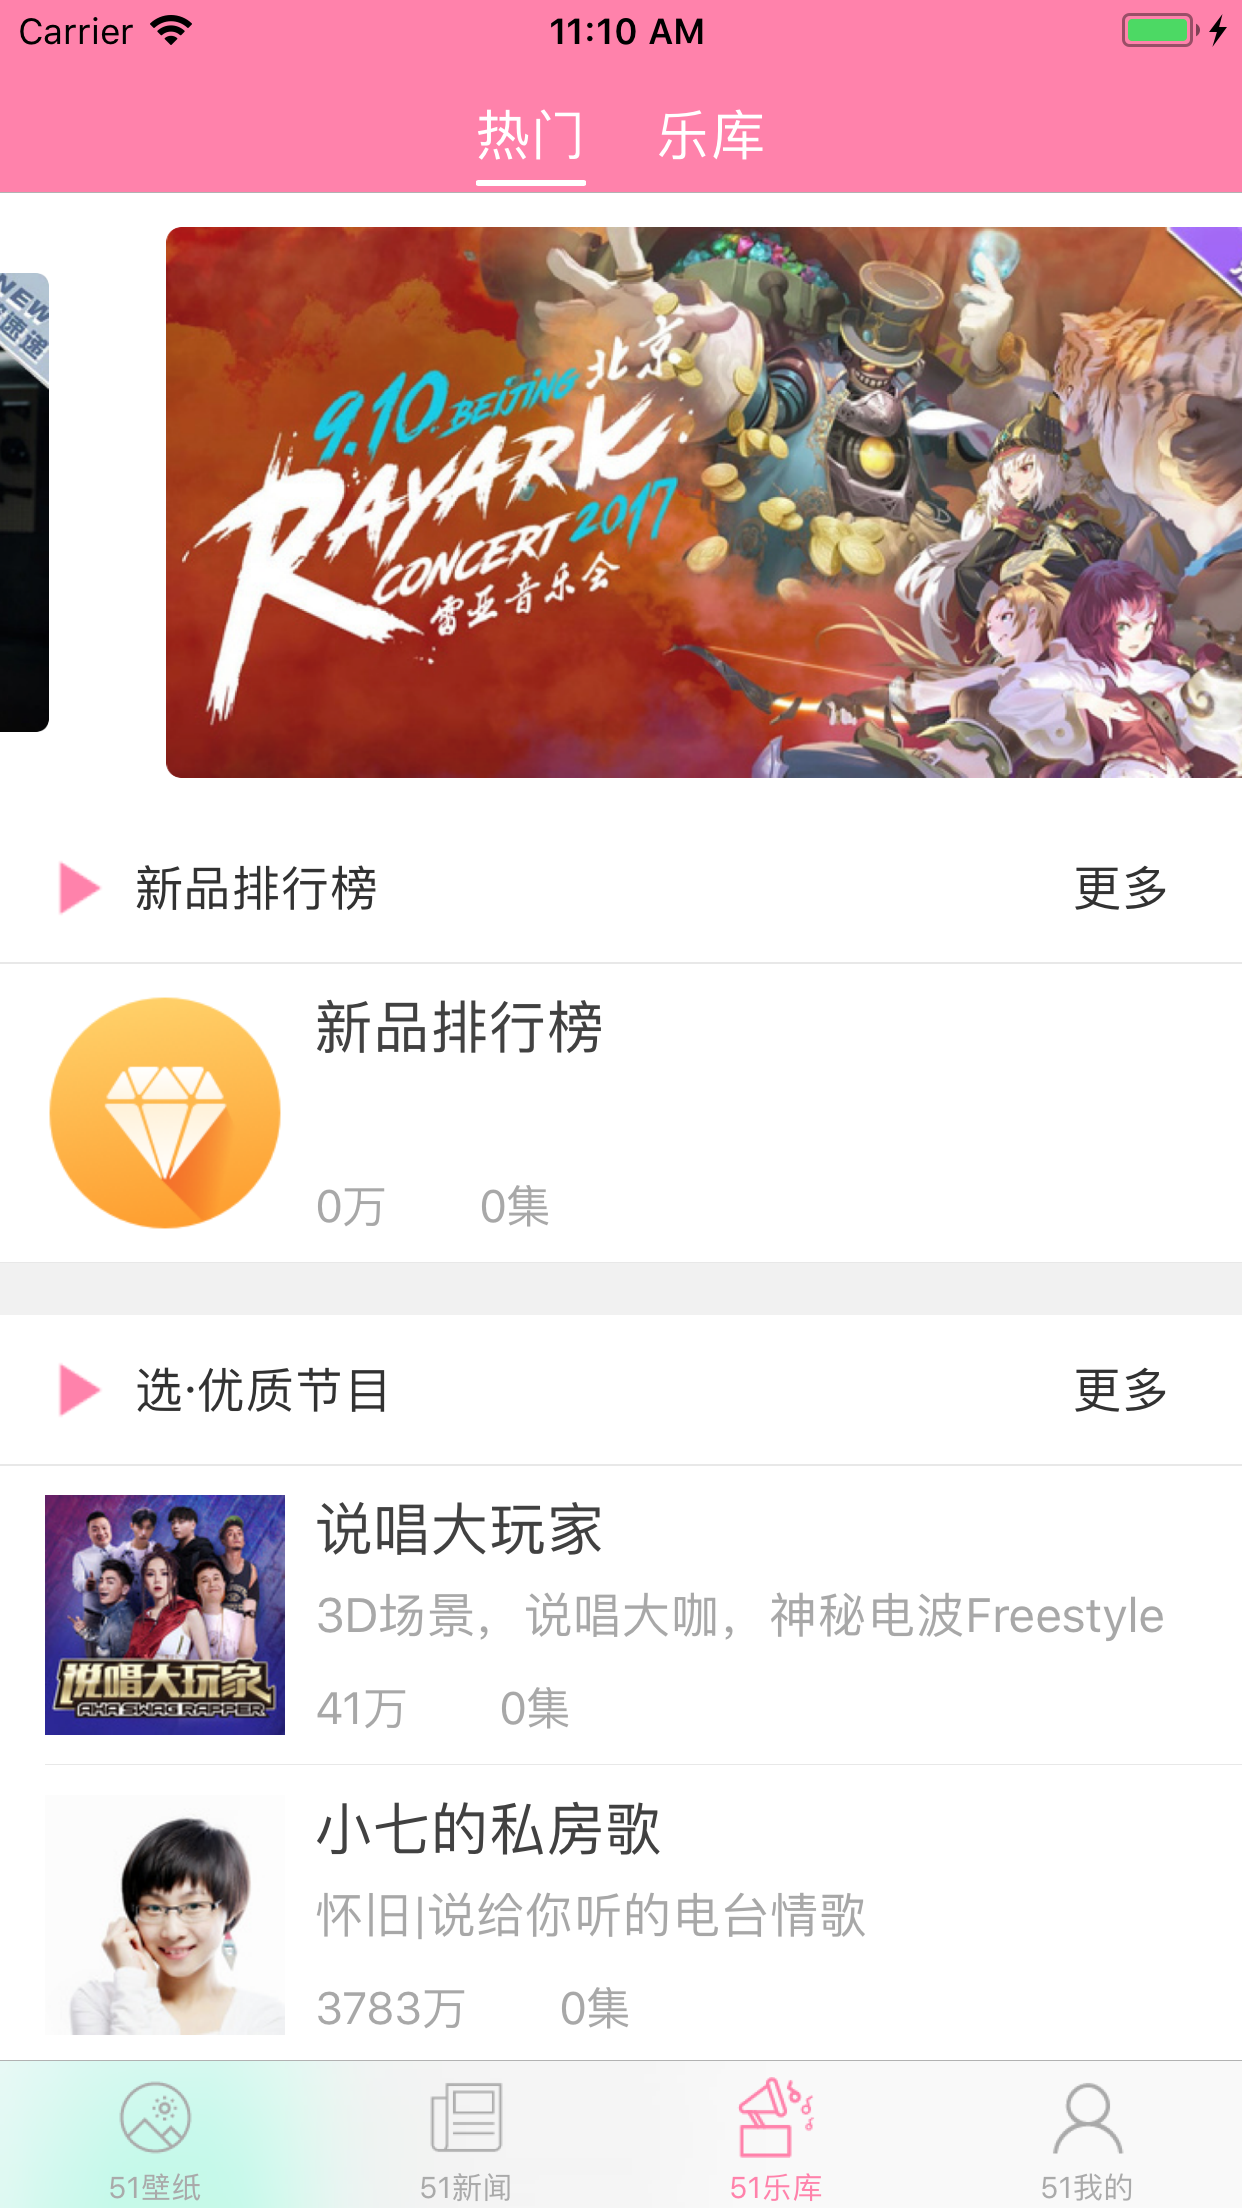 Carrier 11:10 AM
热门 乐库
NEW
速递
9.10 BEIJING 北京
RAYARK
CONCERT 2017
雷亚音乐会
新品排行榜 更多
新品排行榜
0万 0集
选·优质节目 更多
说唱大玩家
3D场景，说唱大咖，神秘电波Freestyle
说唱大玩家
AKA SWAG RAPPER
41万 0集
小七的私房歌
怀旧|说给你听的电台情歌
3783万 0集
51壁纸 51新闻 51乐库 51我的